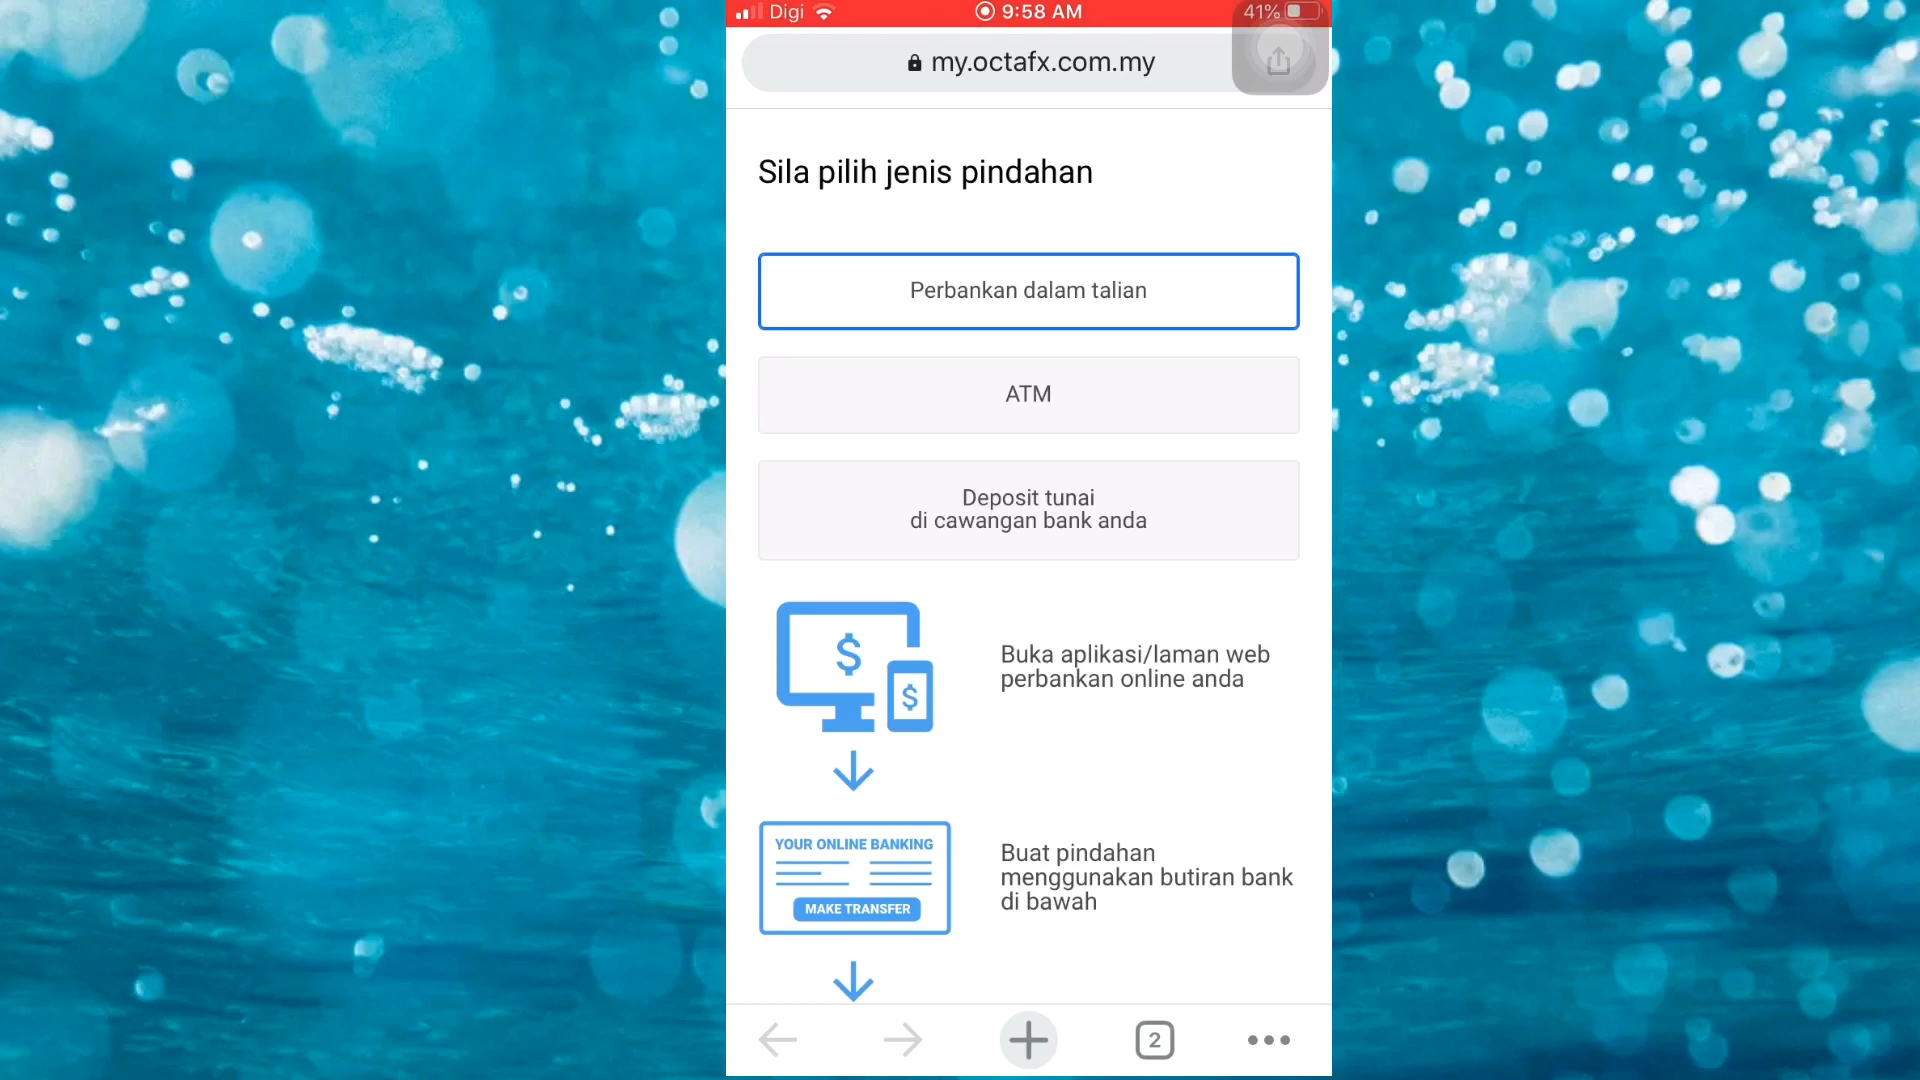 Digi 9:58 AM 41%
my.octafx.com.my
Sila pilih jenis pindahan
Perbankan dalam talian
ATM
Deposit tunai
di cawangan bank anda
$
$
Buka aplikasi/laman web
perbankan online anda
YOUR ONLINE BANKING
MAKE TRANSFER
Buat pindahan
menggunakan butiran bank
di bawah
2